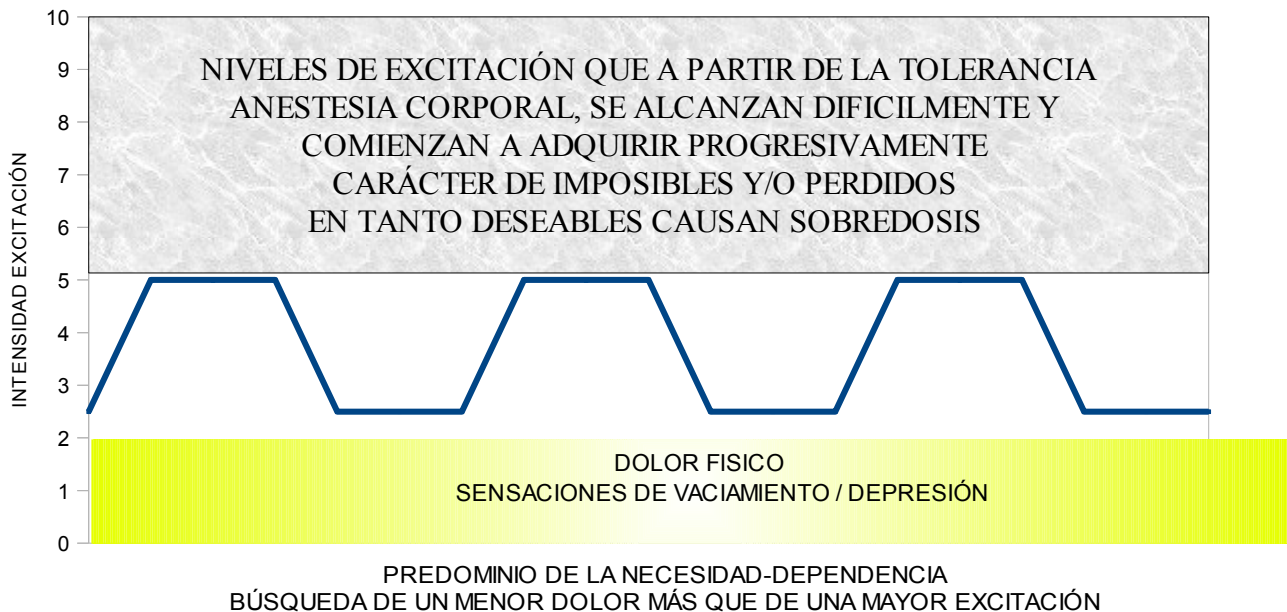 10
NIVELES DE EXCITACIÓN QUE A PARTIR DE LA TOLERANCIA
9
ANESTESIA CORPORAL, SE ALCANZAN DIFICILMENTE Y
8
COMIENZAN A ADQUIRIR PROGRESIVAMENTE
7
CARÁCTER DE IMPOSIBLES Y/O PERDIDOS
6
EN TANTO DESEABLES CAUSAN SOBREDOSIS
5
INTENSIDAD EXCITACIÓN
4
3
2
DOLOR FISICO
1
SENSACIONES DE VACIAMIENTO / DEPRESIÓN
0
PREDOMINIO DE LA NECESIDAD-DEPENDENCIA
BÚSQUEDA DE UN MENOR DOLOR MÁS QUE DE UNA MAYOR EXCITACIÓN